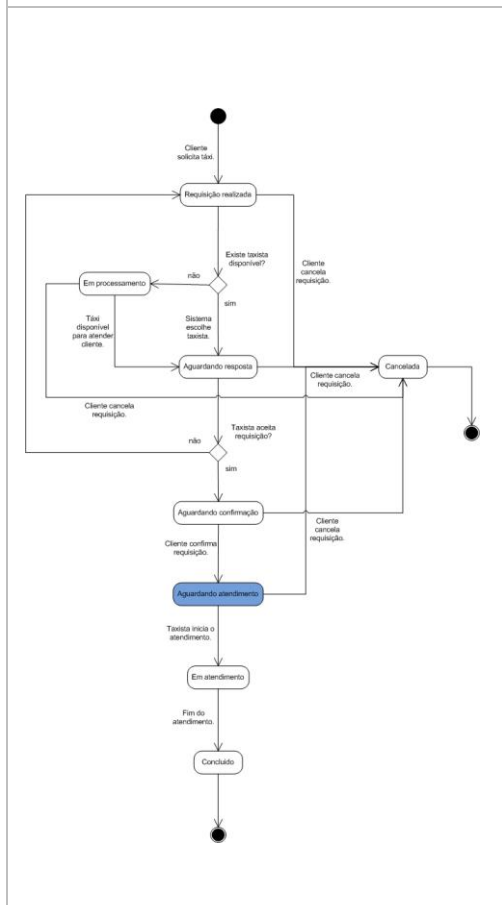 Cliente
solicita táxi.
Requisição realizada
Existe taxista
disponível?
Cliente
cancela
requisição.
não
Em processamento
sim
Táxi
disponível
para atender
cliente.
Sistema
escolhe
taxista.
Aguardando resposta
Cancelada
Cliente cancela
requisição.
Cliente cancela
requisição.
Taxista aceita
requisição?
não
sim
Aguardando confirmação
Cliente
cancela
requisição.
Cliente confirma
requisição.
Aguardando atendimento
Taxista inicia o
atendimento.
Em atendimento
Fim do
atendimento.
Concluído